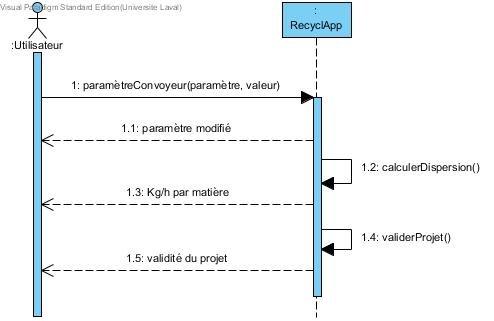 Visual Paradigm Standard Edition(Universite Laval)
:Utilisateur
:
RecyclApp
1: paramètreConvoyeur(paramètre, valeur)
1.1: paramètre modifié
1.2: calculerDispersion()
1.3: Kg/h par matière
1.4: validerProjet()
1.5: validité du projet